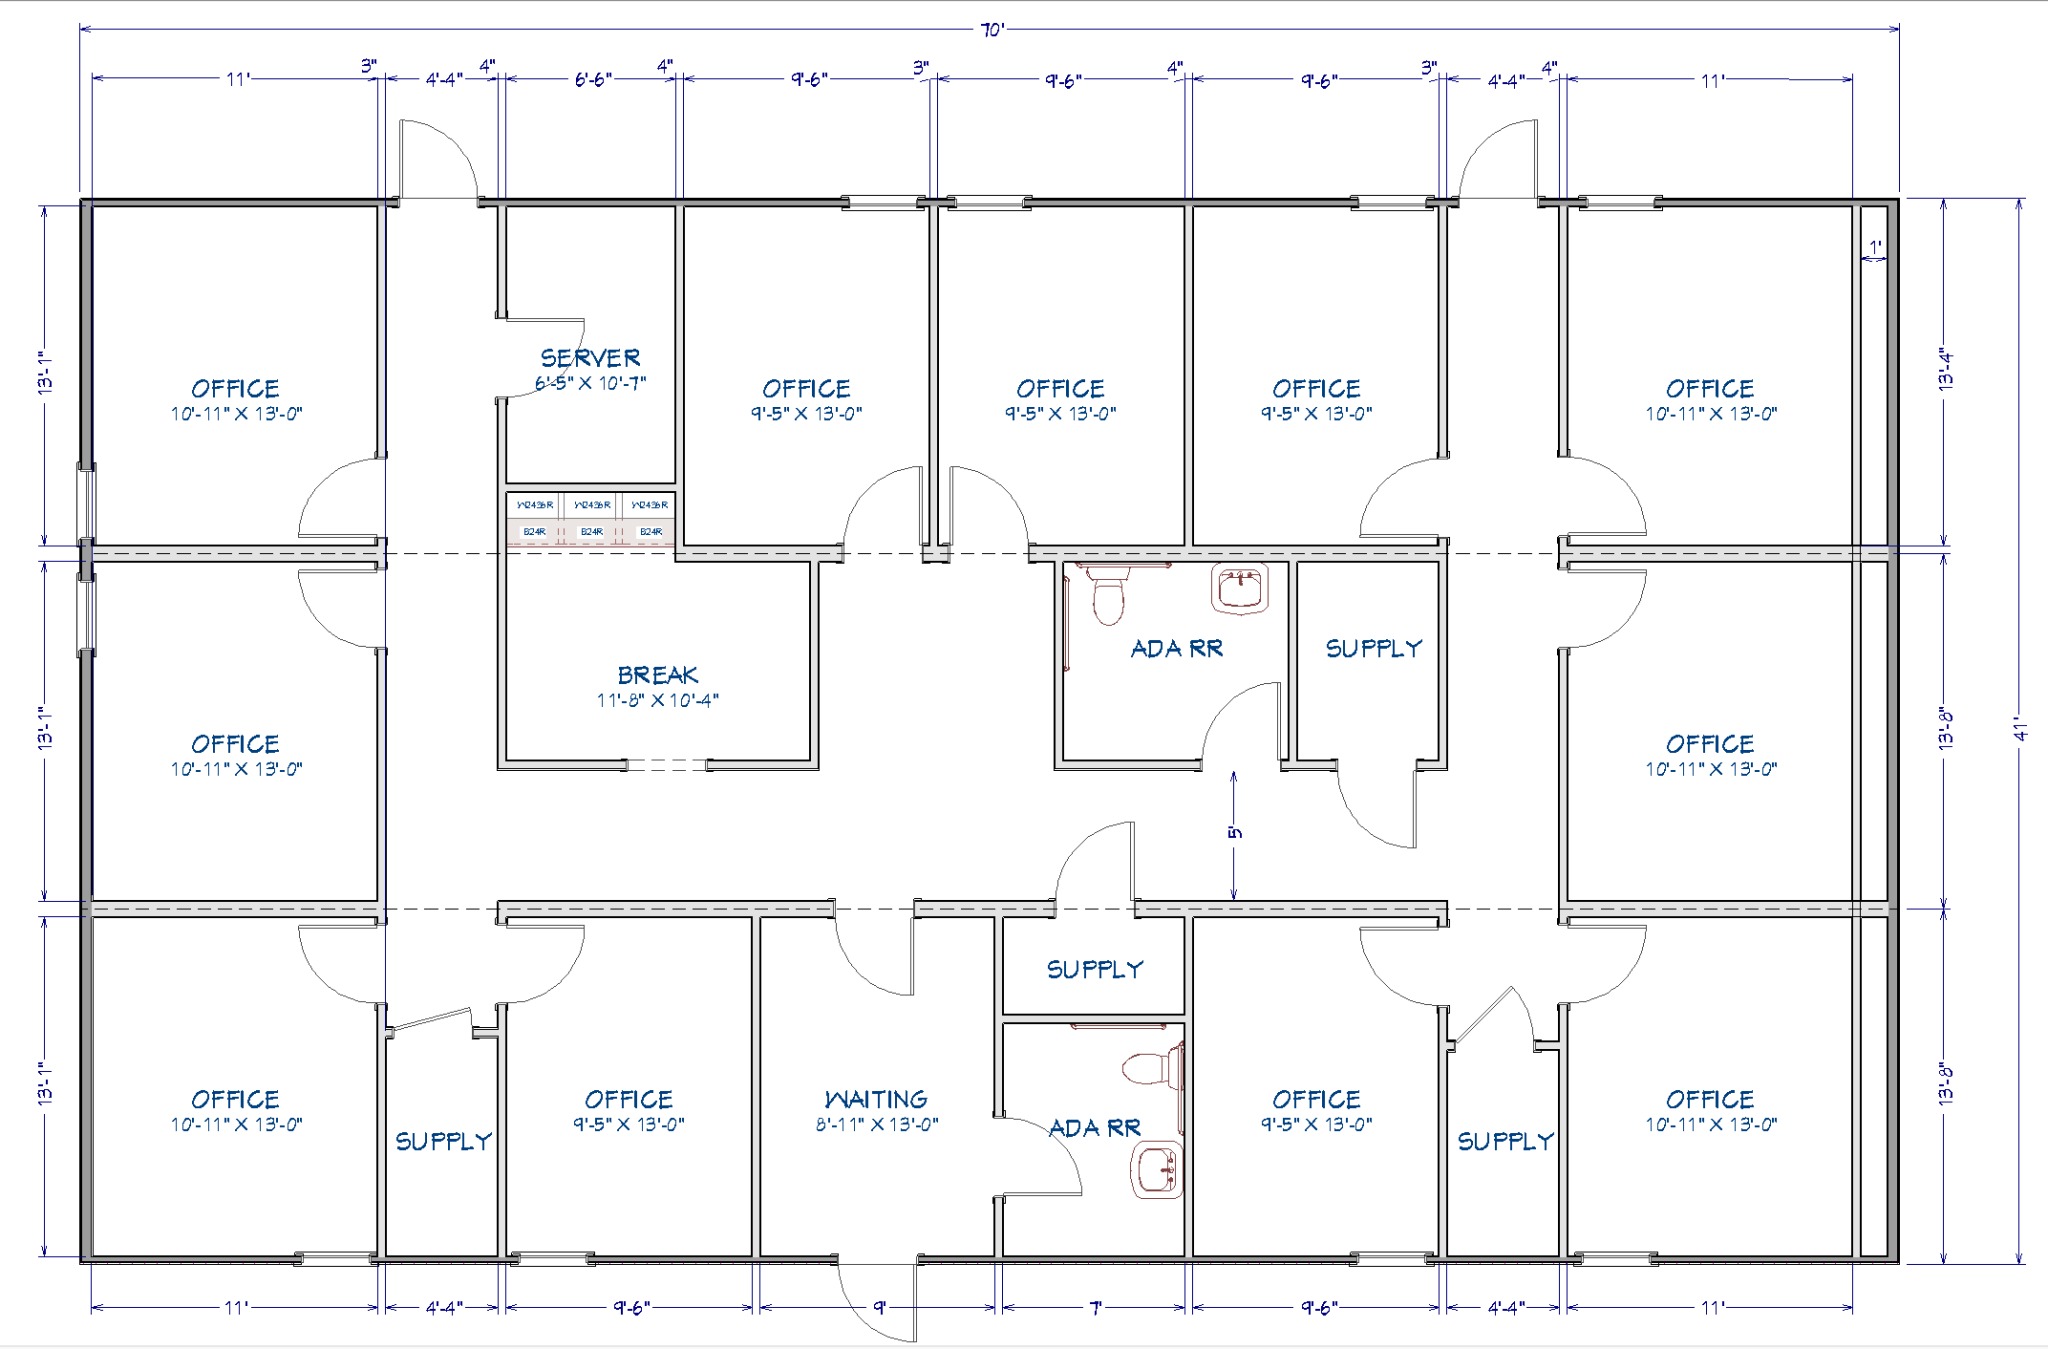 70'
11' 3" 4'-4" 4" 6'-6" 4" 9'-6" 3" 9'-6" 4" 9'-6" 3" 4'-4" 4" 11'
1'
13'-1"
OFFICE
10'-11" X 13'-0"
SERVER
6'-5" X 10'-7"
OFFICE
9'-5" X 13'-0"
OFFICE
9'-5" X 13'-0"
OFFICE
9'-5" X 13'-0"
OFFICE
10'-11" X 13'-0"
13'-4"
W2436R W2436R W2436R
B24R B24R B24R
13'-1"
OFFICE
10'-11" X 13'-0"
BREAK
11'-8" X 10'-4"
ADA RR
SUPPLY
OFFICE
10'-11" X 13'-0"
13'-8"
41'
5'
SUPPLY
13'-1"
OFFICE
10'-11" X 13'-0"
SUPPLY
OFFICE
9'-5" X 13'-0"
WAITING
8'-11" X 13'-0"
ADA RR
OFFICE
9'-5" X 13'-0"
SUPPLY
OFFICE
10'-11" X 13'-0"
13'-8"
11' 4'-4" 9'-6" 9' 7' 9'-6" 4'-4" 11'